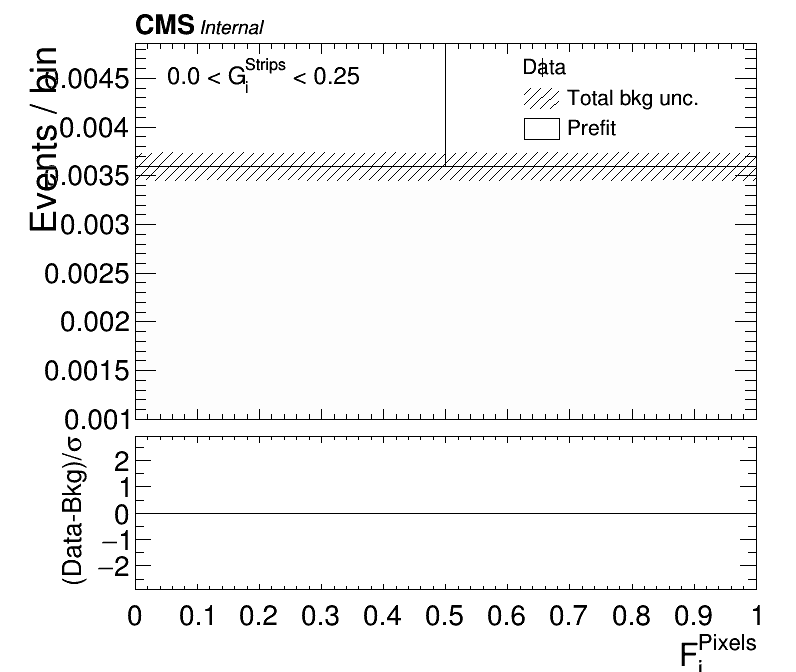 CMS Internal
Events / bin
0.0 < G_i^Strips < 0.25
Data
Total bkg unc.
Prefit
0.0045
0.004
0.0035
0.003
0.0025
0.002
0.0015
0.001
(Data-Bkg)/σ
2
1
0
−1
−2
0 0.1 0.2 0.3 0.4 0.5 0.6 0.7 0.8 0.9 1
F_i^Pixels